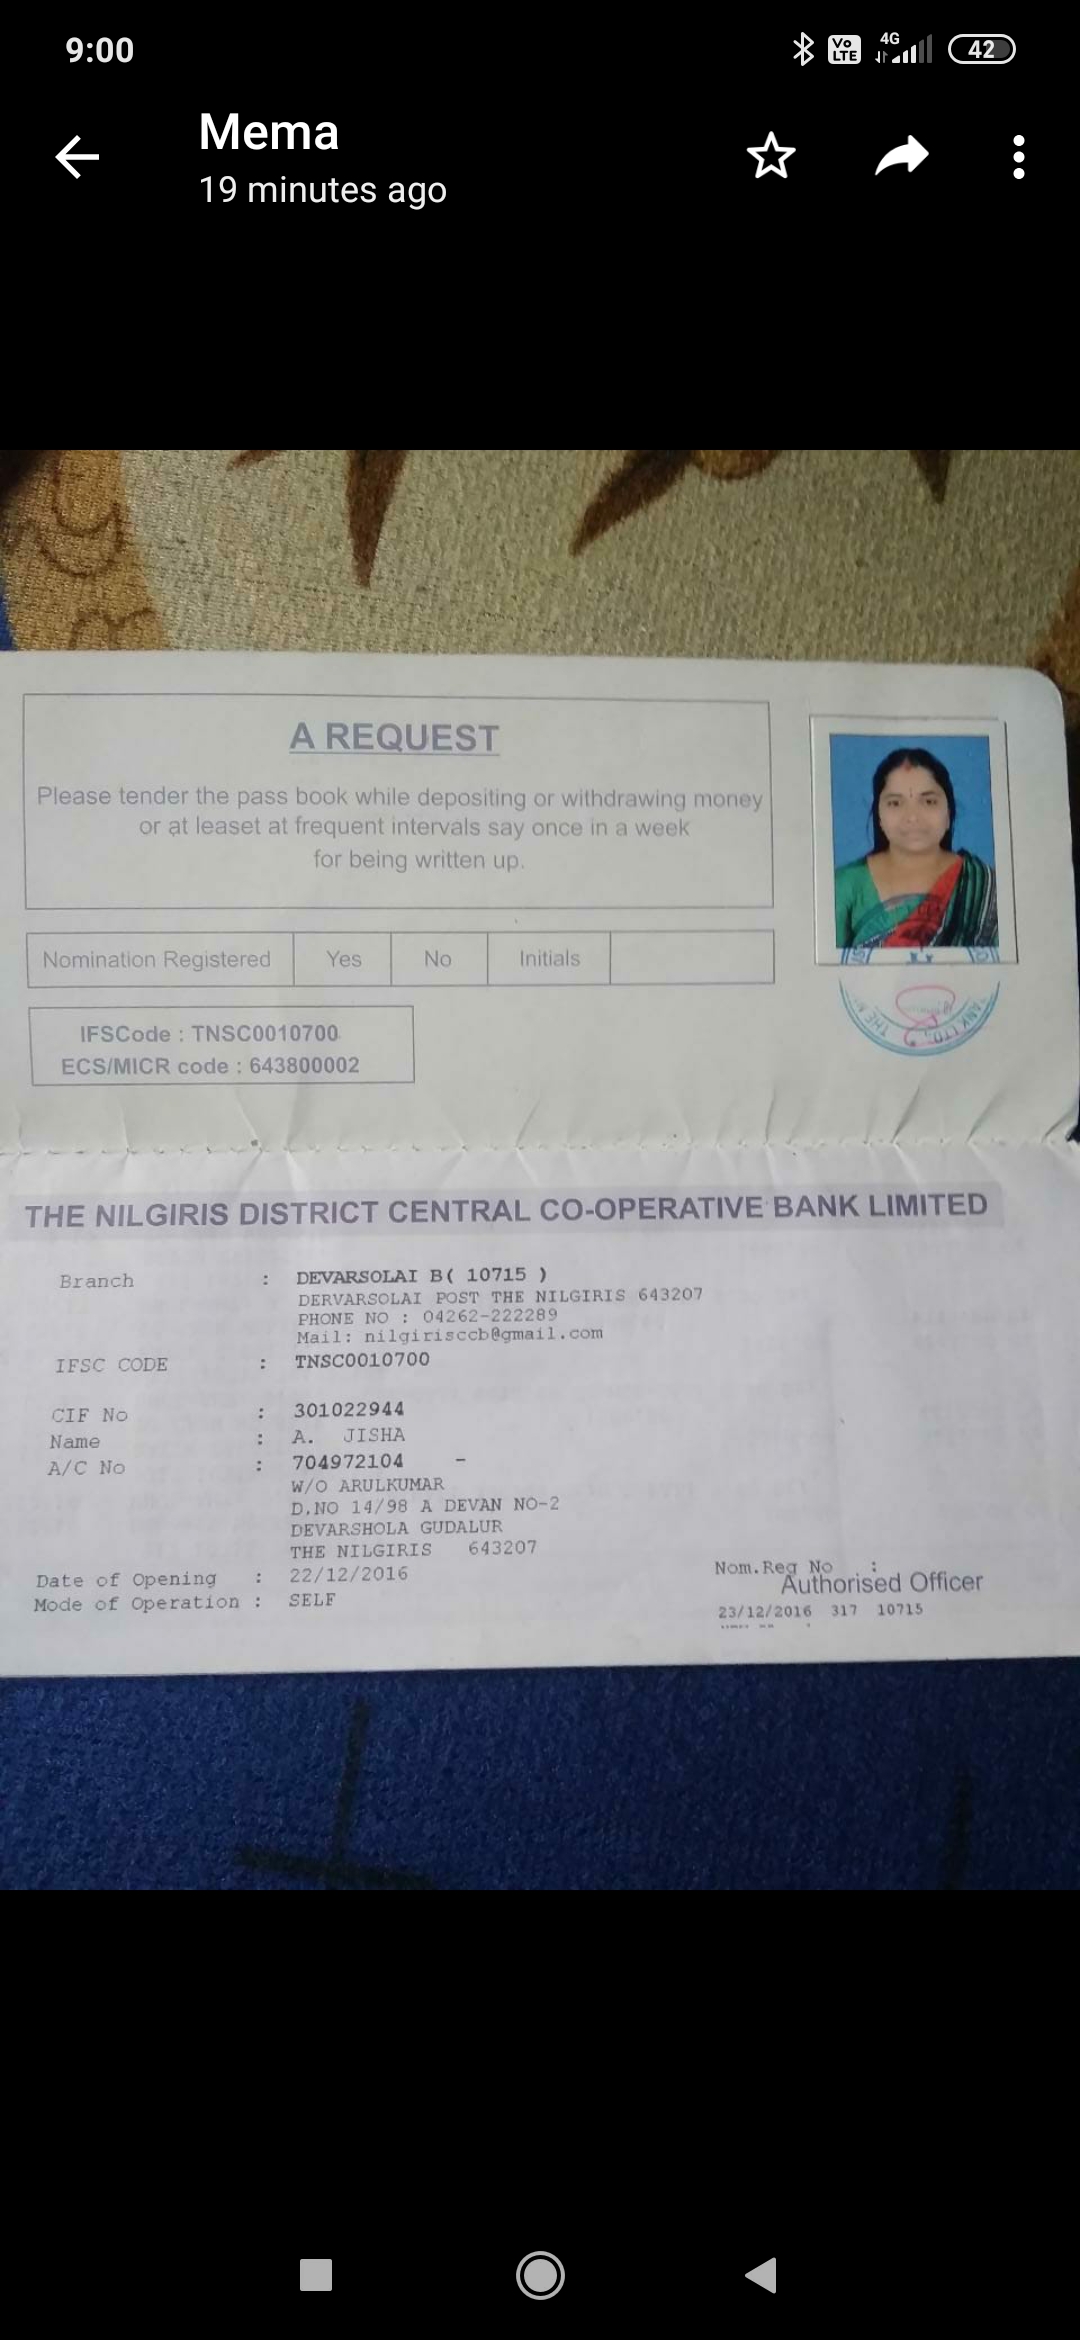 9:00
Vo LTE 4G 42
Mema
19 minutes ago
A REQUEST
Please tender the pass book while depositing or withdrawing money
or at leaset at frequent intervals say once in a week
for being written up.
Nomination Registered Yes No Initials
IFSCode : TNSC0010700
ECS/MICR code : 643800002
THE N
ANK LTD.,
THE NILGIRIS DISTRICT CENTRAL CO-OPERATIVE BANK LIMITED
Branch : DEVARSOLAI B( 10715 )
DERVARSOLAI POST THE NILGIRIS 643207
PHONE NO : 04262-222289
Mail: nilgirisccb@gmail.com
IFSC CODE : TNSC0010700
CIF No : 301022944
Name : A. JISHA
A/C No : 704972104 -
W/O ARULKUMAR
D.NO 14/98 A DEVAN NO-2
DEVARSHOLA GUDALUR
THE NILGIRIS 643207
Date of Opening : 22/12/2016
Mode of Operation : SELF
Nom.Reg No :
Authorised Officer
23/12/2016 317 10715